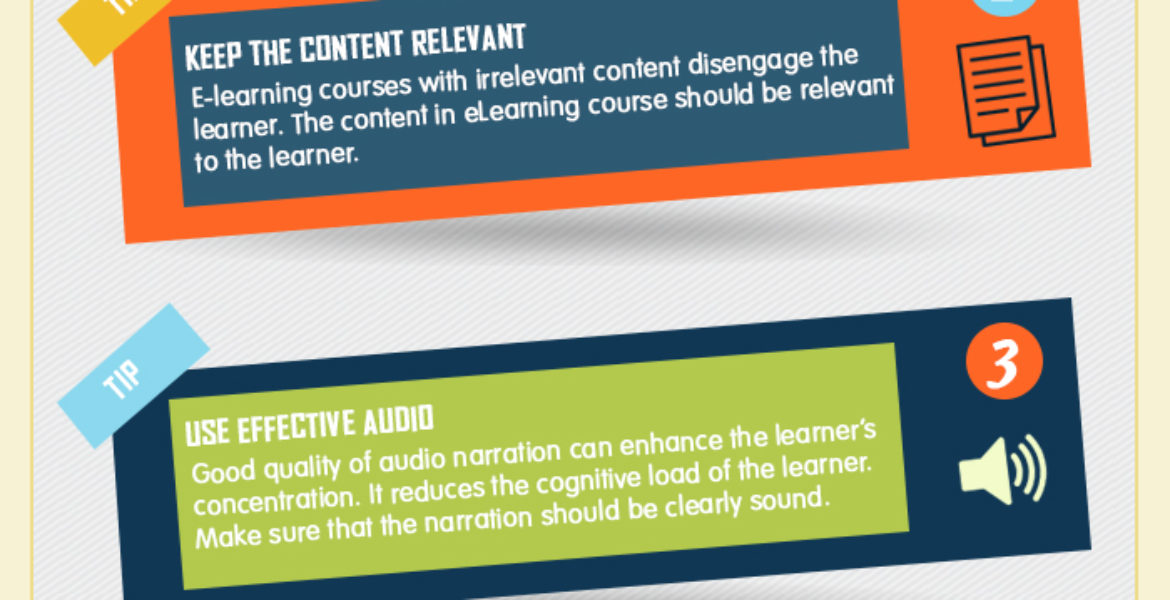 KEEP THE CONTENT RELEVANT
E-learning courses with irrelevant content disengage the
learner. The content in eLearning course should be relevant
to the learner.
TIP
3
USE EFFECTIVE AUDIO
Good quality of audio narration can enhance the learner's
concentration. It reduces the cognitive load of the learner.
Make sure that the narration should be clearly sound.